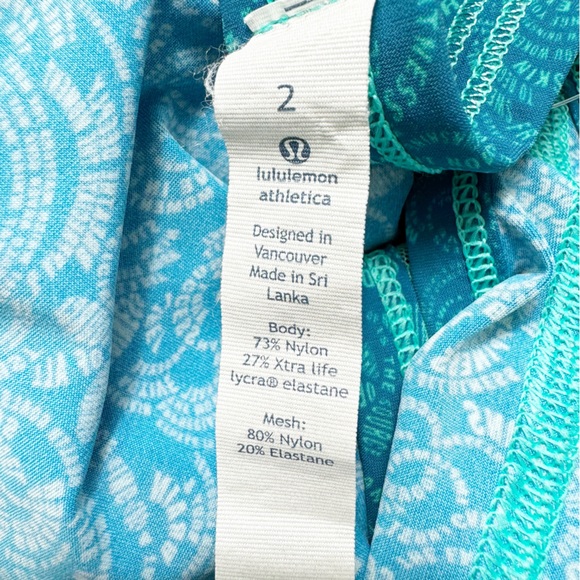 2
lululemon
athletica
Designed in
Vancouver
Made in Sri
Lanka
Body:
73% Nylon
27% Xtra life
lycra® elastane
Mesh:
80% Nylon
20% Elastane